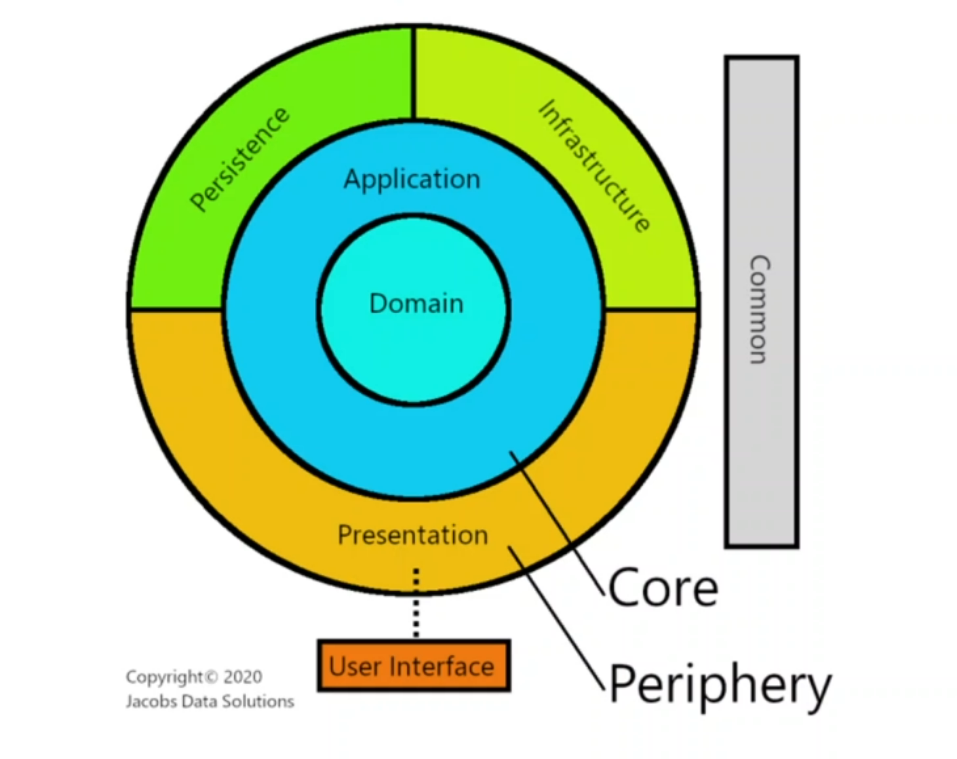 Persistence
Infrastructure
Application
Domain
Common
Presentation
Core
User Interface
Periphery
Copyright© 2020
Jacobs Data Solutions